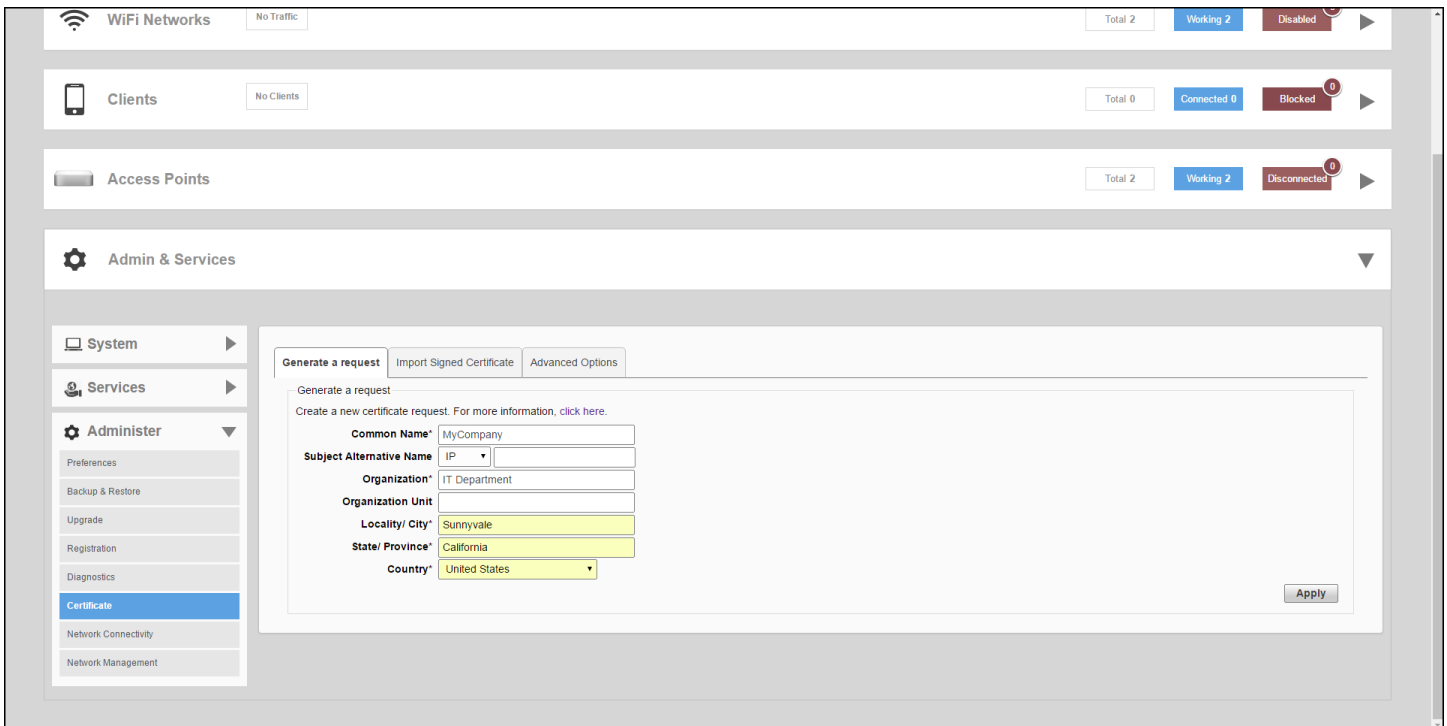 WiFi Networks No Traffic Total 2 Working 2 Disabled
Clients No Clients Total 0 Connected 0 Blocked 0
Access Points Total 2 Working 2 Disconnected 0
Admin & Services
System
Services
Administer
Preferences
Backup & Restore
Upgrade
Registration
Diagnostics
Certificate
Network Connectivity
Network Management
Generate a request Import Signed Certificate Advanced Options
Generate a request
Create a new certificate request. For more information, click here.
Common Name* MyCompany
Subject Alternative Name IP
Organization* IT Department
Organization Unit
Locality/ City* Sunnyvale
State/ Province* California
Country* United States
Apply